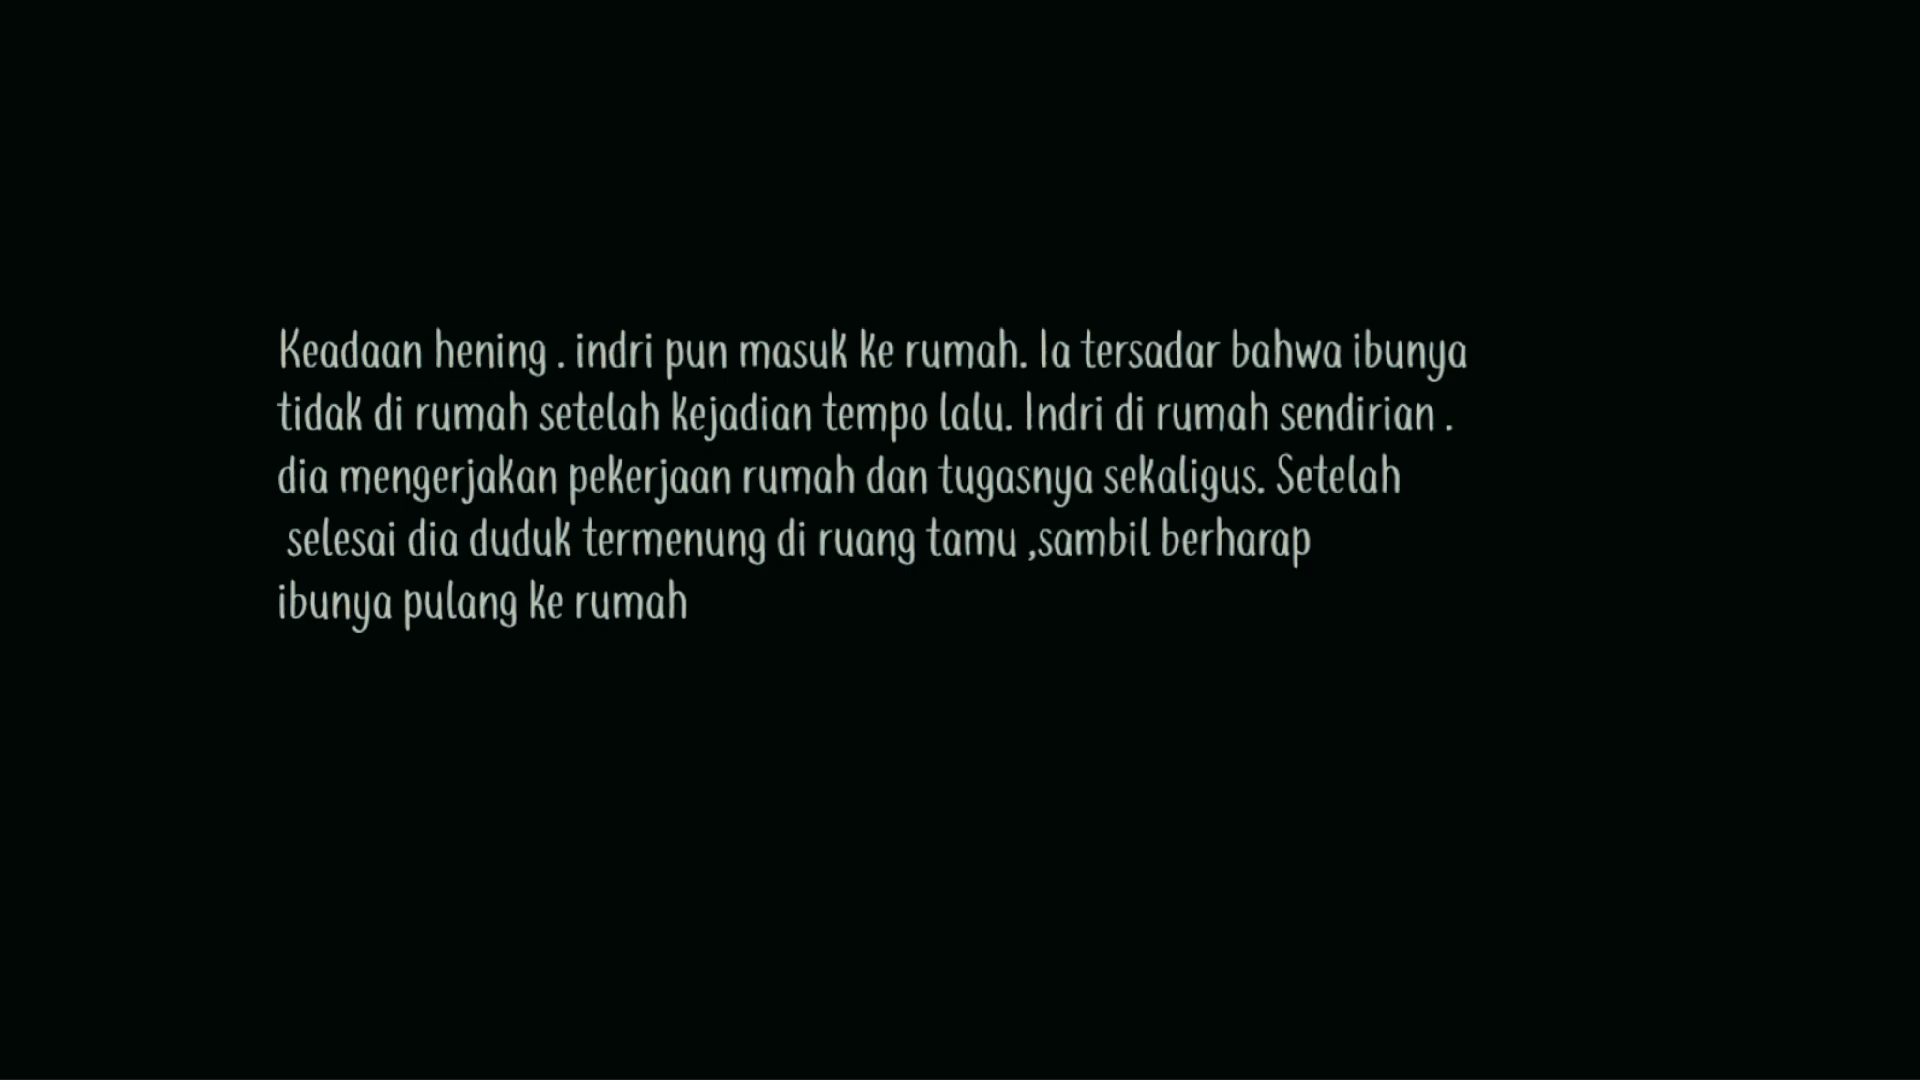 Keadaan hening . indri pun masuk ke rumah. Ia tersadar bahwa ibunya
tidak di rumah setelah kejadian tempo lalu. Indri di rumah sendirian .
dia mengerjakan pekerjaan rumah dan tugasnya sekaligus. Setelah
selesai dia duduk termenung di ruang tamu ,sambil berharap
ibunya pulang ke rumah